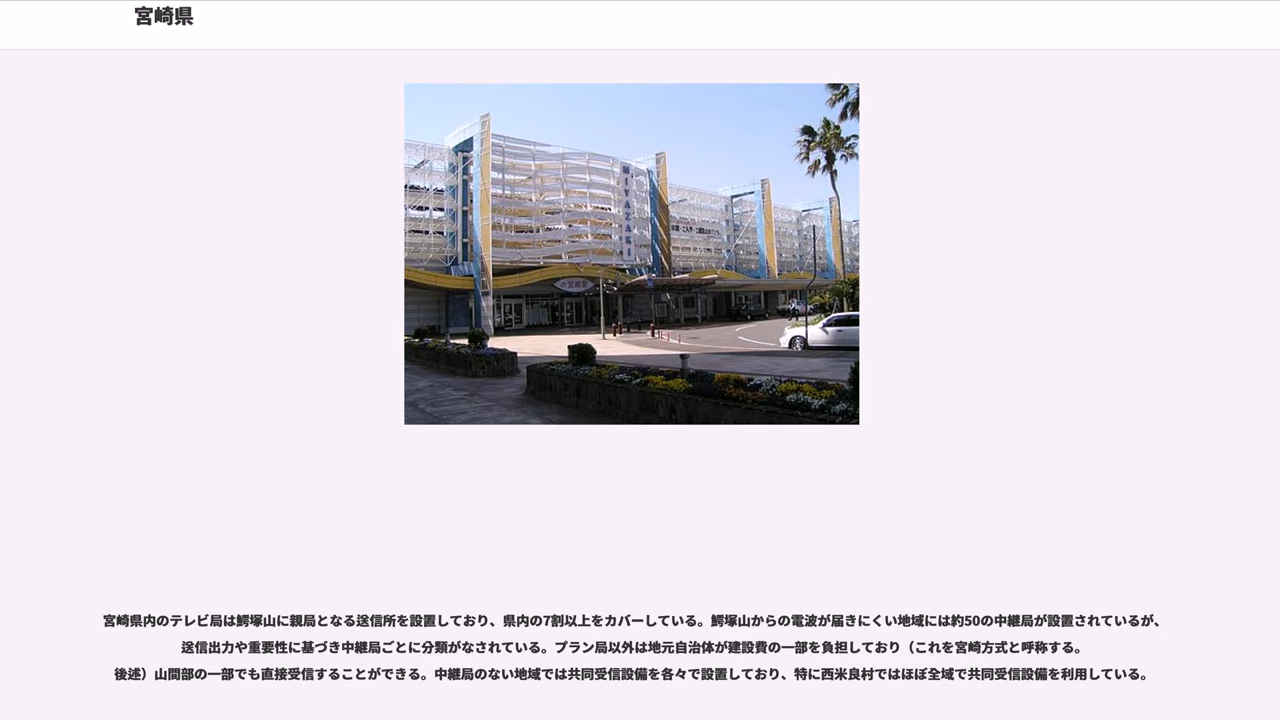 宮崎県
MIYAZAKI
宮崎駅
宮崎県内のテレビ局は鰐塚山に親局となる送信所を設置しており、県内の7割以上をカバーしている。鰐塚山からの電波が届きにくい地域には約50の中継局が設置されているが、
送信出力や重要性に基づき中継局ごとに分類がなされている。プラン局以外は地元自治体が建設費の一部を負担しており（これを宮崎方式と呼称する。
後述）山間部の一部でも直接受信することができる。中継局のない地域では共同受信設備を各々で設置しており、特に西米良村ではほぼ全域で共同受信設備を利用している。